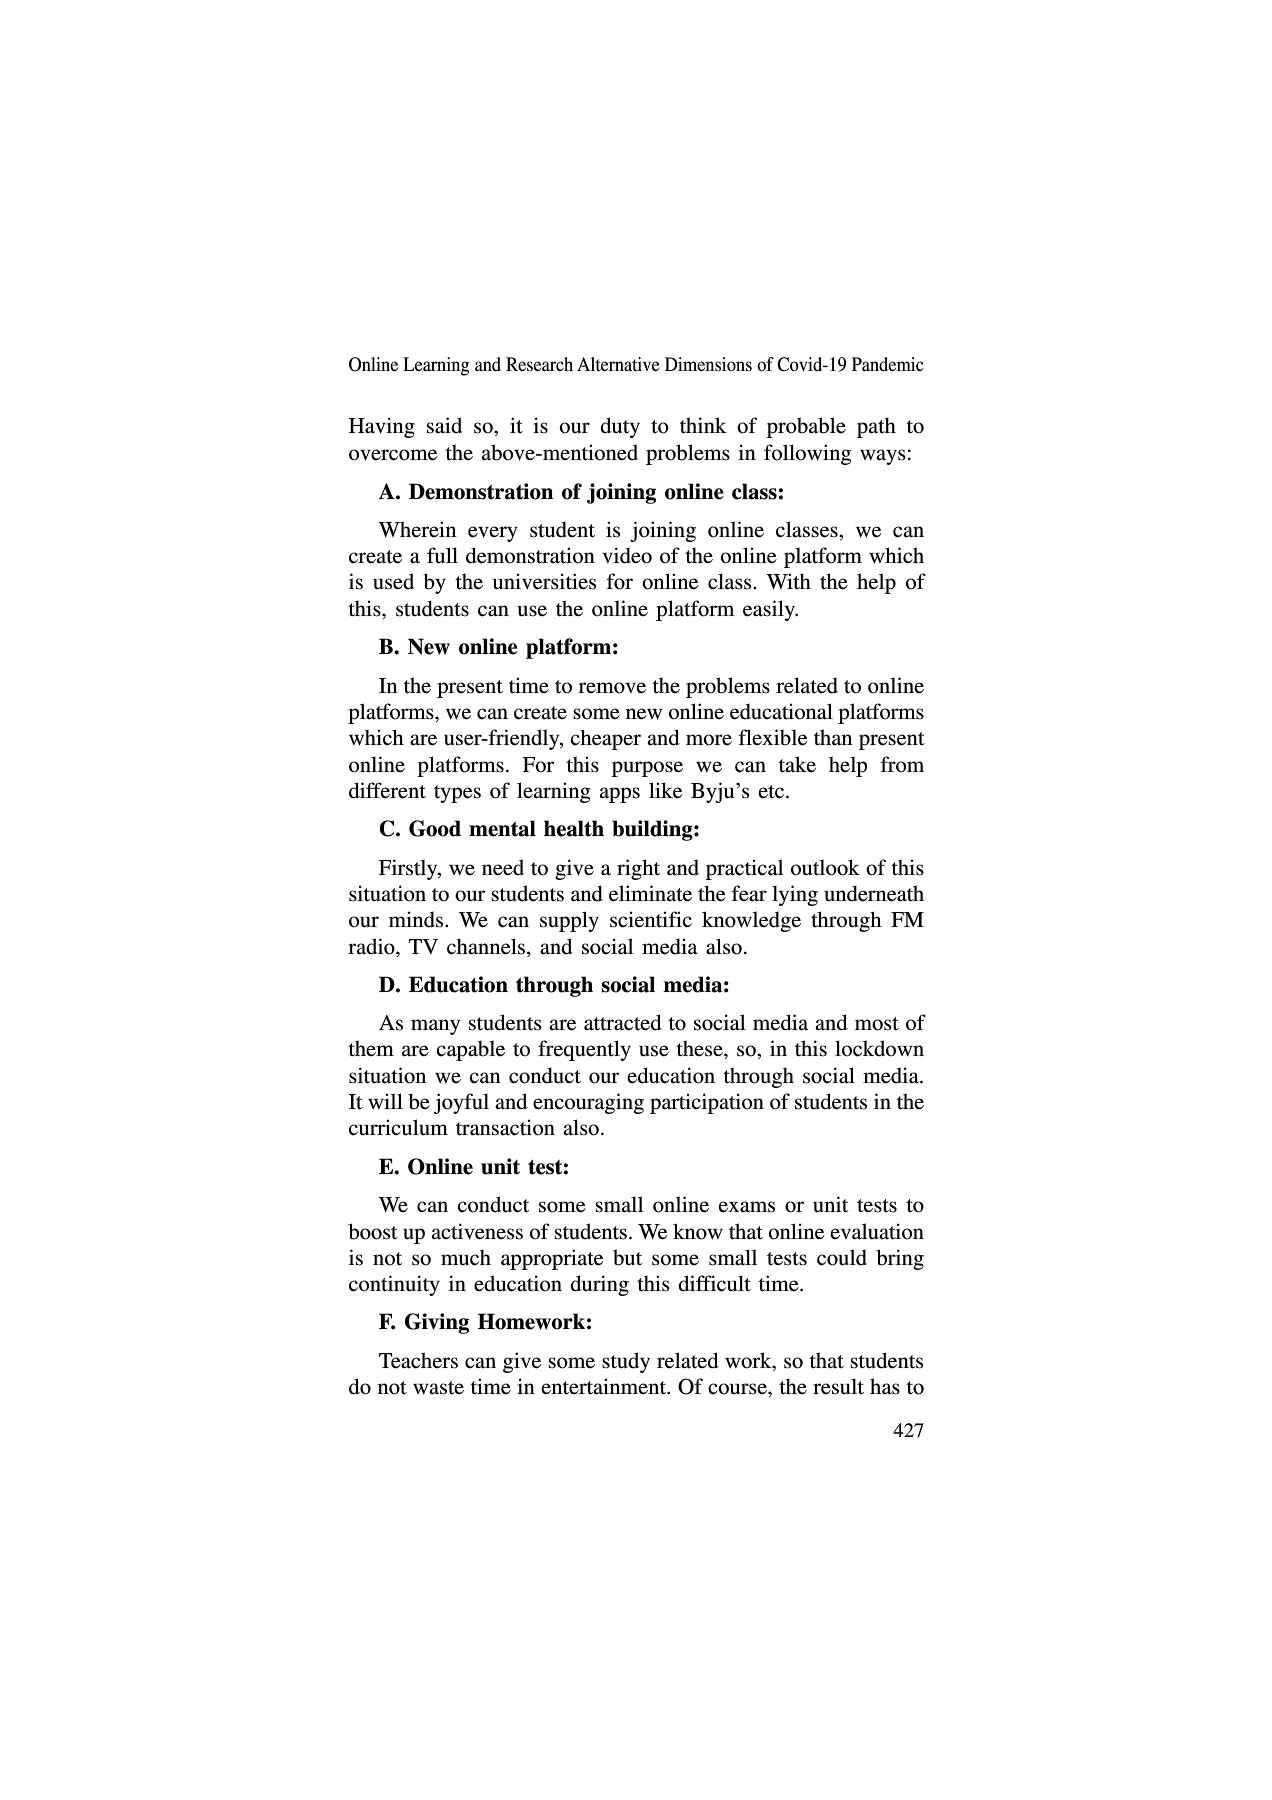 Online Learning and Research Alternative Dimensions of Covid-19 Pandemic
Having said so, it is our duty to think of probable path to
overcome the above-mentioned problems in following ways:
A. Demonstration of joining online class:
Wherein every student is joining online classes, we can
create a full demonstration video of the online platform which
is used by the universities for online class. With the help of
this, students can use the online platform easily.
B. New online platform:
In the present time to remove the problems related to online
platforms, we can create some new online educational platforms
which are user-friendly, cheaper and more flexible than present
online platforms. For this purpose we can take help from
different types of learning apps like Byju’s etc.
C. Good mental health building:
Firstly, we need to give a right and practical outlook of this
situation to our students and eliminate the fear lying underneath
our minds. We can supply scientific knowledge through FM
radio, TV channels, and social media also.
D. Education through social media:
As many students are attracted to social media and most of
them are capable to frequently use these, so, in this lockdown
situation we can conduct our education through social media.
It will be joyful and encouraging participation of students in the
curriculum transaction also.
E. Online unit test:
We can conduct some small online exams or unit tests to
boost up activeness of students. We know that online evaluation
is not so much appropriate but some small tests could bring
continuity in education during this difficult time.
F. Giving Homework:
Teachers can give some study related work, so that students
do not waste time in entertainment. Of course, the result has to
427